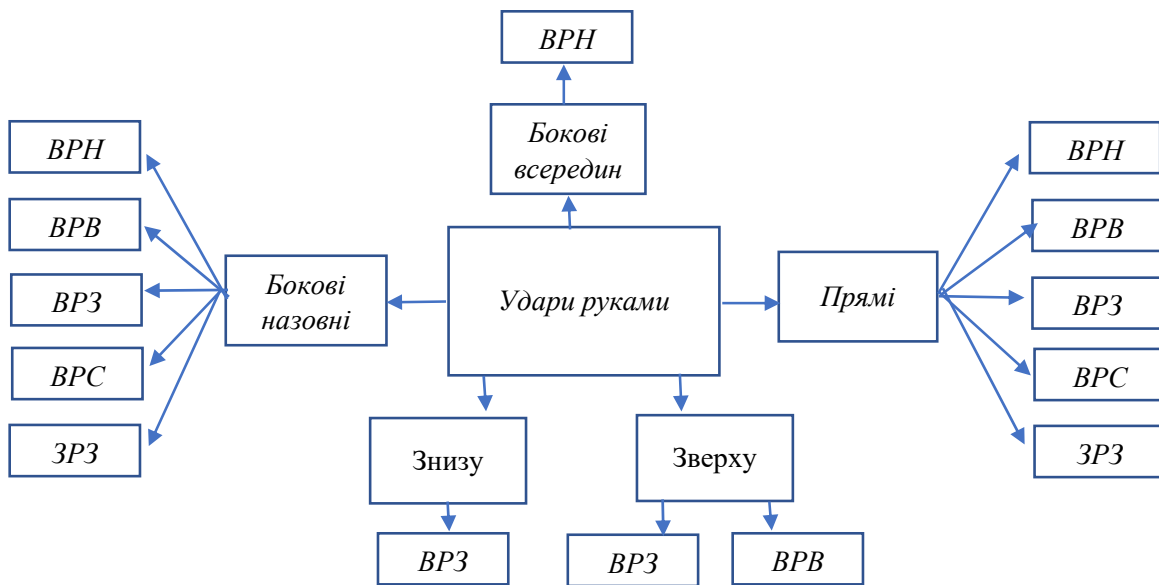 ВРН
Бокові
всередин
ВРН
ВРВ
ВРЗ
ВРС
ЗРЗ
Бокові
назовні
Удари руками
Прямі
ВРН
ВРВ
ВРЗ
ВРС
ЗРЗ
Знизу
Зверху
ВРЗ
ВРЗ
ВРВ